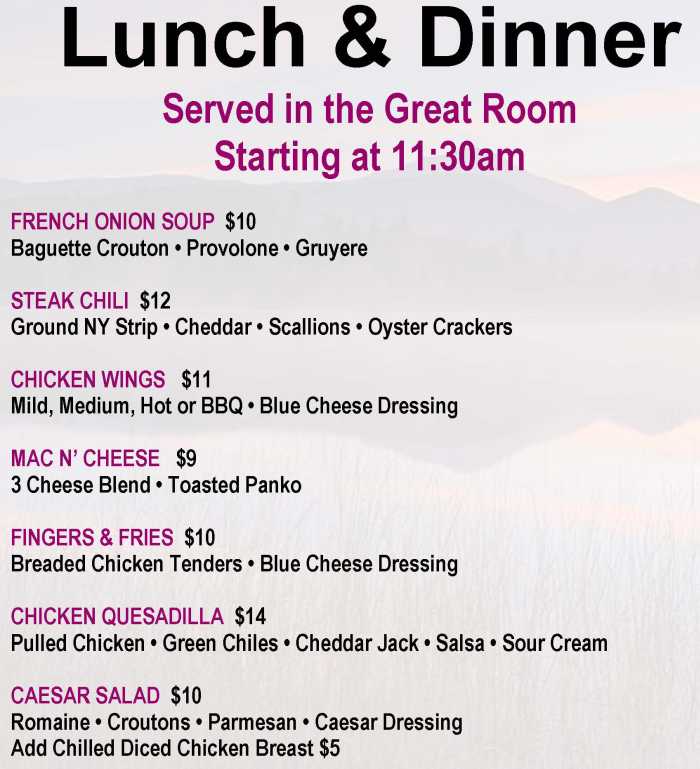 Lunch & Dinner
Served in the Great Room
Starting at 11:30am
FRENCH ONION SOUP $10
Baguette Crouton • Provolone • Gruyere
STEAK CHILI $12
Ground NY Strip • Cheddar • Scallions • Oyster Crackers
CHICKEN WINGS $11
Mild, Medium, Hot or BBQ • Blue Cheese Dressing
MAC N’ CHEESE $9
3 Cheese Blend • Toasted Panko
FINGERS & FRIES $10
Breaded Chicken Tenders • Blue Cheese Dressing
CHICKEN QUESADILLA $14
Pulled Chicken • Green Chiles • Cheddar Jack • Salsa • Sour Cream
CAESAR SALAD $10
Romaine • Croutons • Parmesan • Caesar Dressing
Add Chilled Diced Chicken Breast $5